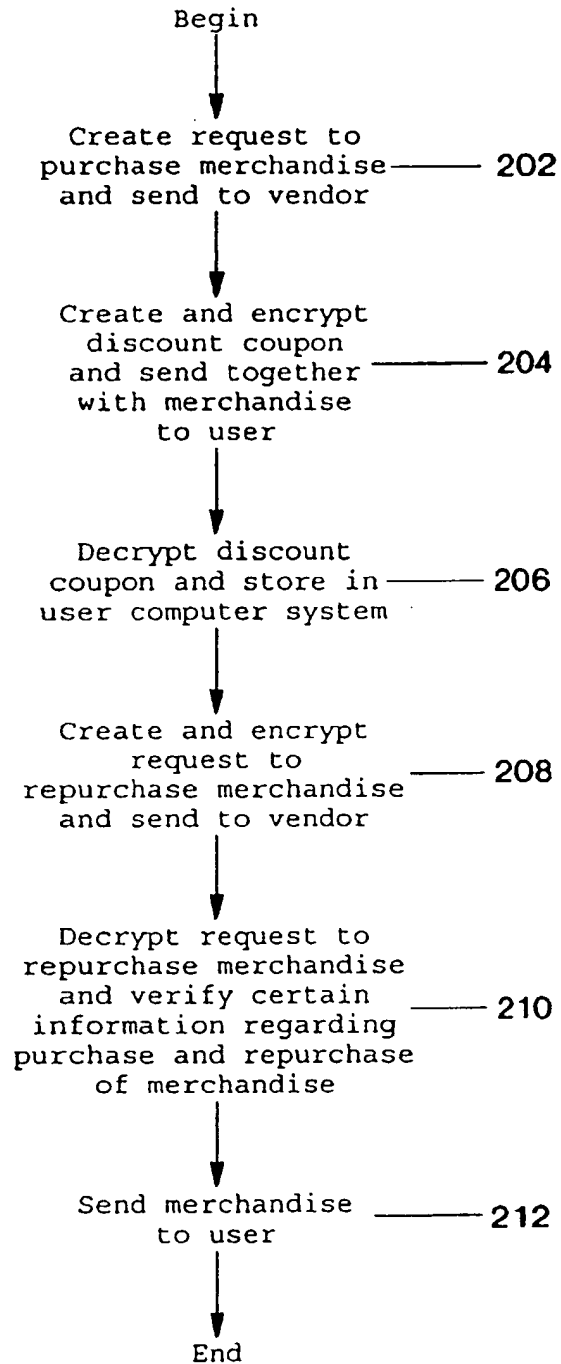 Begin
Create request to
purchase merchandise
and send to vendor
202
Create and encrypt
discount coupon
and send together
with merchandise
to user
204
Decrypt discount
coupon and store in
user computer system
206
Create and encrypt
request to
repurchase merchandise
and send to vendor
208
Decrypt request to
repurchase merchandise
and verify certain
information regarding
purchase and repurchase
of merchandise
210
Send merchandise
to user
212
End